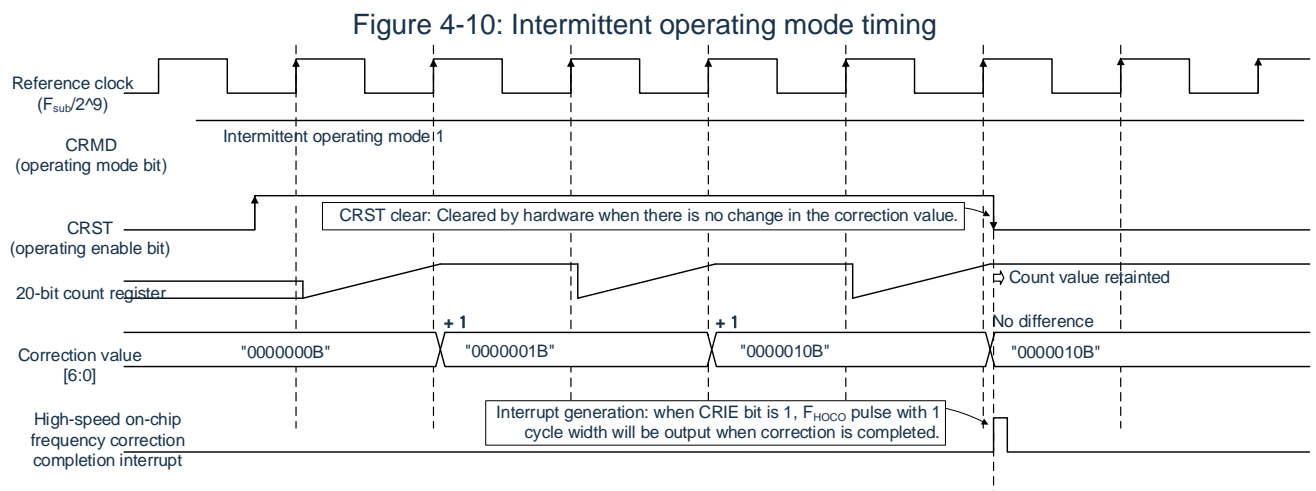 Figure 4-10: Intermittent operating mode timing
Reference clock
(Fsub/2^9)
Intermittent operating mode 1
CRMD
(operating mode bit)
CRST clear: Cleared by hardware when there is no change in the correction value.
CRST
(operating enable bit)
Count value retainted
20-bit count register
+ 1
+ 1
No difference
Correction value
[6:0]
"0000000B"
"0000001B"
"0000010B"
"0000010B"
High-speed on-chip
frequency correction
completion interrupt
Interrupt generation: when CRIE bit is 1, FHOCO pulse with 1
cycle width will be output when correction is completed.